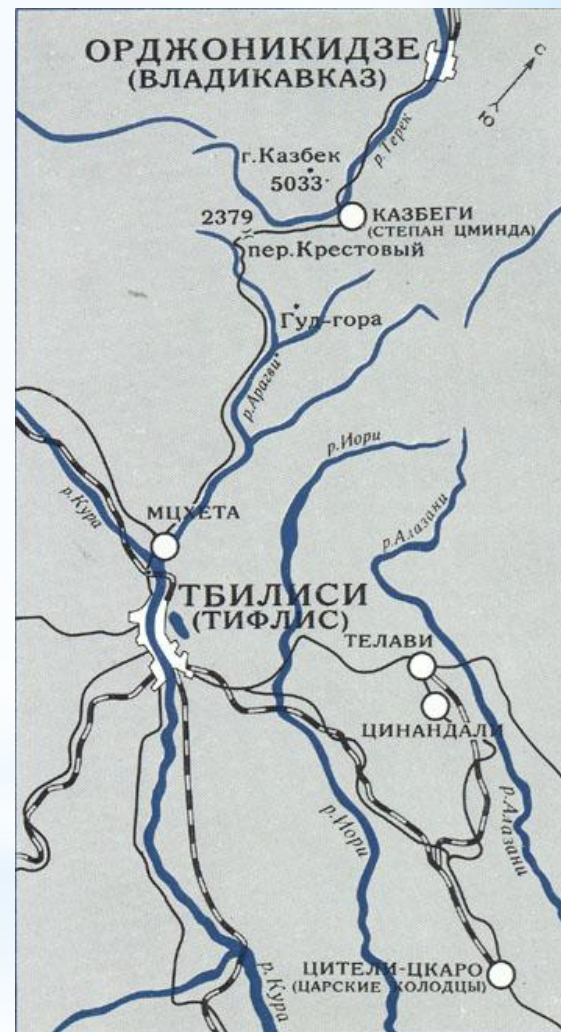 ОРДЖОНИКИДЗЕ
(ВЛАДИКАВКАЗ)
С
Ю
р.Терек
г.Казбек
5033
2379
КАЗБЕГИ
(СТЕПАН ЦМИНДА)
пер.Крестовый
Гуд-гора
р.Арагви
р.Иори
р.Кура
МЦХЕТА
р.Алазани
ТБИЛИСИ
(ТИФЛИС)
ТЕЛАВИ
ЦИНАНДАЛИ
р.Иори
р.Алазани
р.Кура
ЦИТЕЛИ-ЦКАРО
(ЦАРСКИЕ КОЛОДЦЫ)